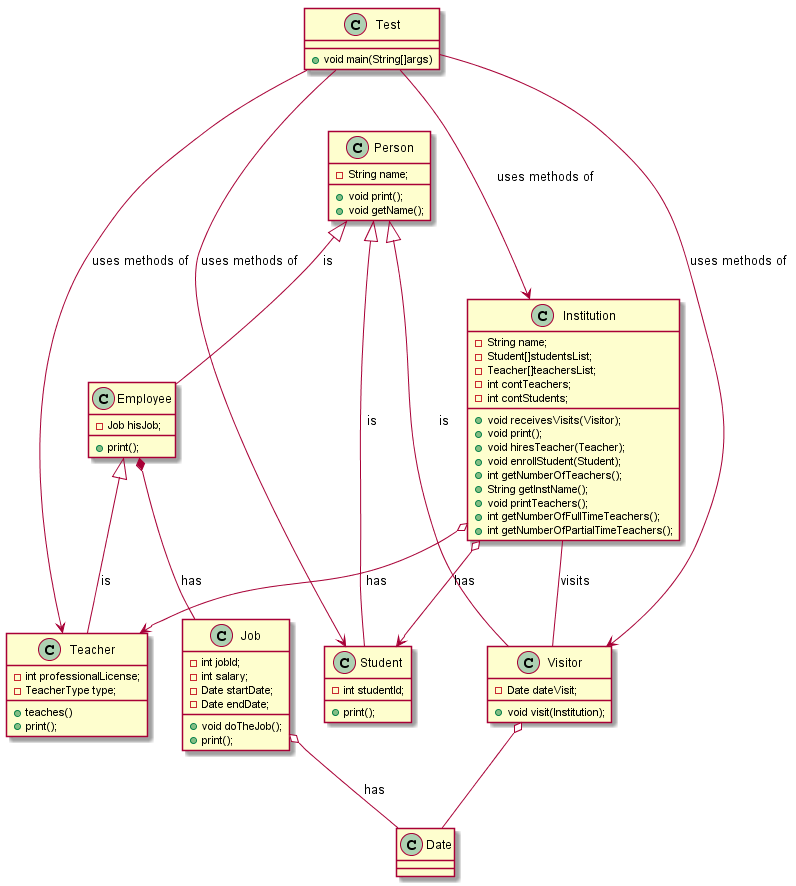 C Test
void main(String[]args)
C Person
String name;
void print();
void getName();
uses methods of
uses methods of
uses methods of
is
uses methods of
C Institution
String name;
Student[]studentsList;
Teacher[]teachersList;
int contTeachers;
int contStudents;
void receivesVisits(Visitor);
void print();
void hiresTeacher(Teacher);
void enrollStudent(Student);
int getNumberOfTeachers();
String getInstName();
void printTeachers();
int getNumberOfFullTimeTeachers();
int getNumberOfPartialTimeTeachers();
C Employee
Job hisJob;
print();
is
is
is
has
has
has
visits
C Teacher
int professionalLicense;
TeacherType type;
teaches()
print();
C Job
int jobId;
int salary;
Date startDate;
Date endDate;
void doTheJob();
print();
C Student
int studentId;
print();
C Visitor
Date dateVisit;
void visit(Institution);
has
C Date